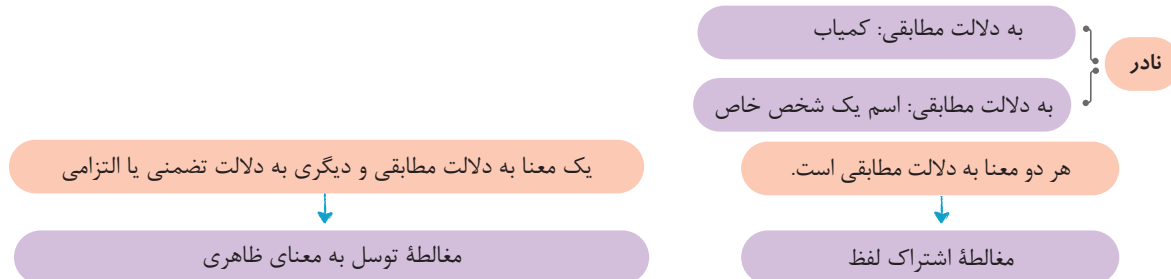 نادر
به دلالت مطابقی: کمیاب
به دلالت مطابقی: اسم یک شخص خاص
هر دو معنا به دلالت مطابقی است.
مغالطهٔ اشتراک لفظ
یک معنا به دلالت مطابقی و دیگری به دلالت تضمنی یا التزامی
مغالطهٔ توسل به معنای ظاهری